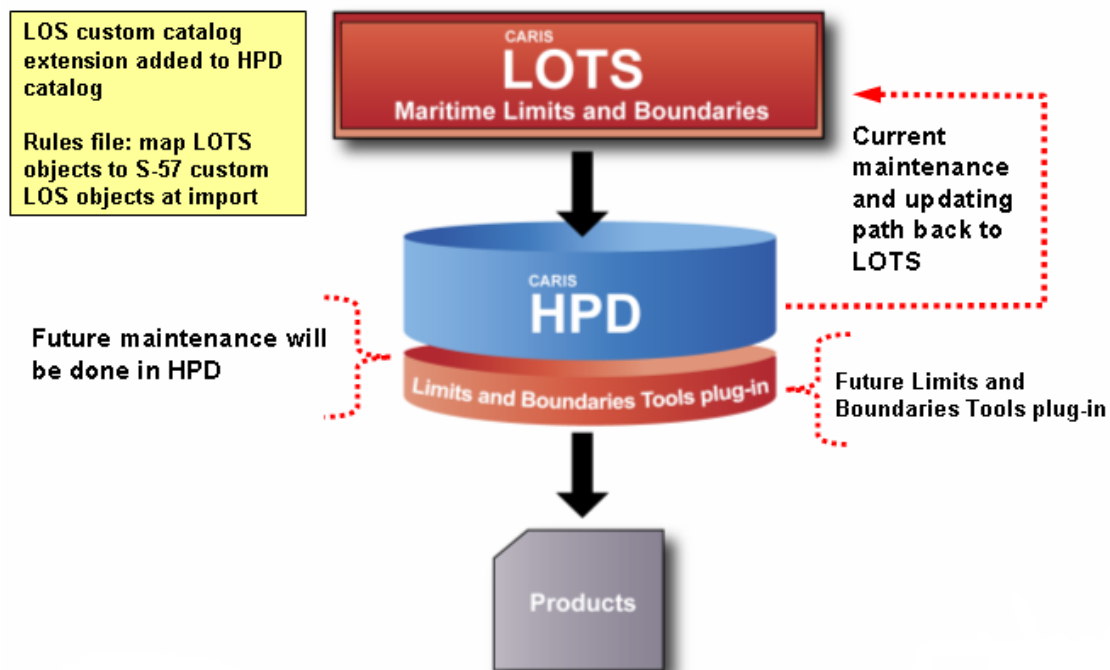 LOS custom catalog
extension added to HPD
catalog
Rules file: map LOTS
objects to S-57 custom
LOS objects at import
CARIS
LOTS
Maritime Limits and Boundaries
Current
maintenance
and updating
path back to
LOTS
CARIS
HPD
Limits and Boundaries Tools plug-in
Future maintenance will
be done in HPD
Future Limits and
Boundaries Tools plug-in
Products